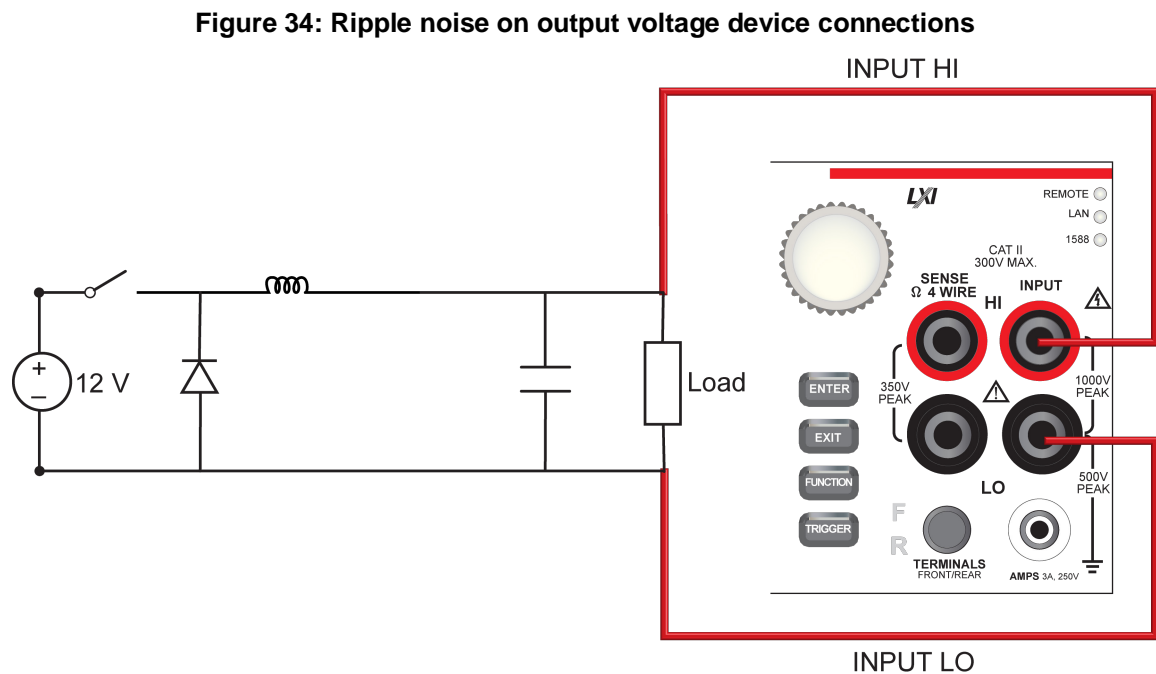 Figure 34: Ripple noise on output voltage device connections
INPUT HI
LXI
REMOTE
LAN
1588
CAT II
300V MAX.
SENSE
Ω 4 WIRE
HI
INPUT
+
12 V
−
Load
ENTER
350V
PEAK
1000V
PEAK
EXIT
FUNCTION
LO
500V
PEAK
TRIGGER
F
R
TERMINALS
FRONT/REAR
AMPS 3A, 250V
INPUT LO